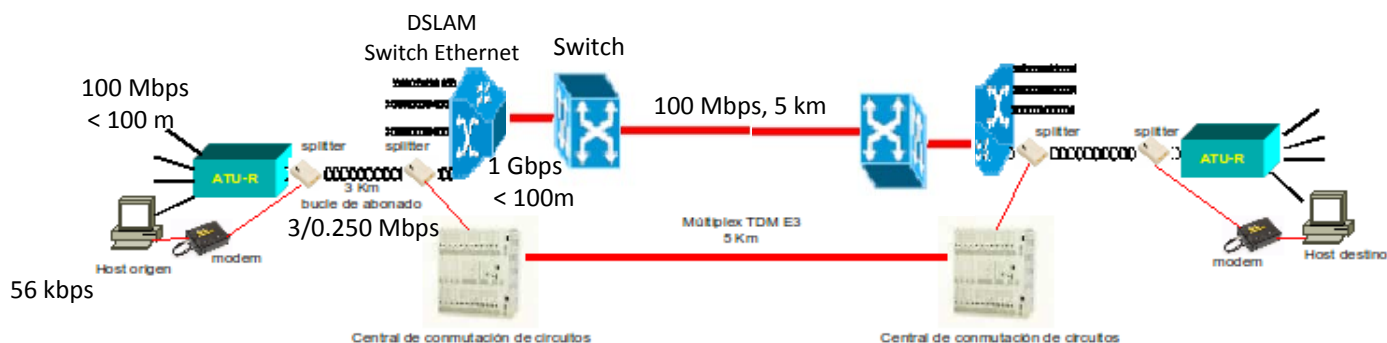 DSLAM
Switch Ethernet
Switch
100 Mbps
< 100 m
splitter
splitter
ATU-R
3 Km
bucle de abonado
3/0.250 Mbps
1 Gbps
< 100m
100 Mbps, 5 km
splitter
splitter
ATU-R
Host origen
modem
56 kbps
Múltiplex TDM E3
5 Km
modem
Host destino
Central de conmutación de circuitos
Central de conmutación de circuitos